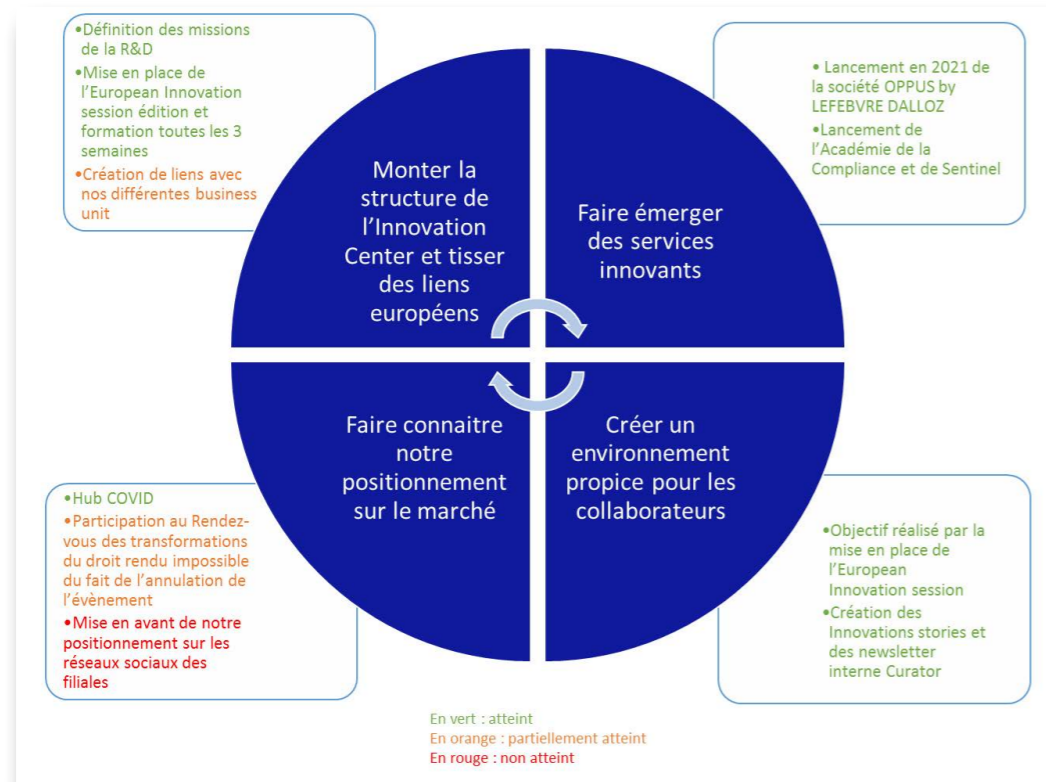 •Définition des missions
de la R&D
•Mise en place de
l’European Innovation
session édition et
formation toutes les 3
semaines
•Création de liens avec
nos différentes business
unit
• Lancement en 2021 de
la société OPPUS by
LEFEBVRE DALLOZ
•Lancement de
l’Académie de la
Compliance et de Sentinel
Monter la
structure de
l’Innovation
Center et tisser
des liens
européens
Faire émerger
des services
innovants
Faire connaitre
notre
positionnement
sur le marché
Créer un
environnement
propice pour les
collaborateurs
•Hub COVID
•Participation au Rendez-
vous des transformations
du droit rendu impossible
du fait de l’annulation de
l’évènement
•Mise en avant de notre
positionnement sur les
réseaux sociaux des
filiales
•Objectif réalisé par la
mise en place de
l’European
Innovation session
•Création des
Innovations stories et
des newsletter
interne Curator
En vert : atteint
En orange : partiellement atteint
En rouge : non atteint